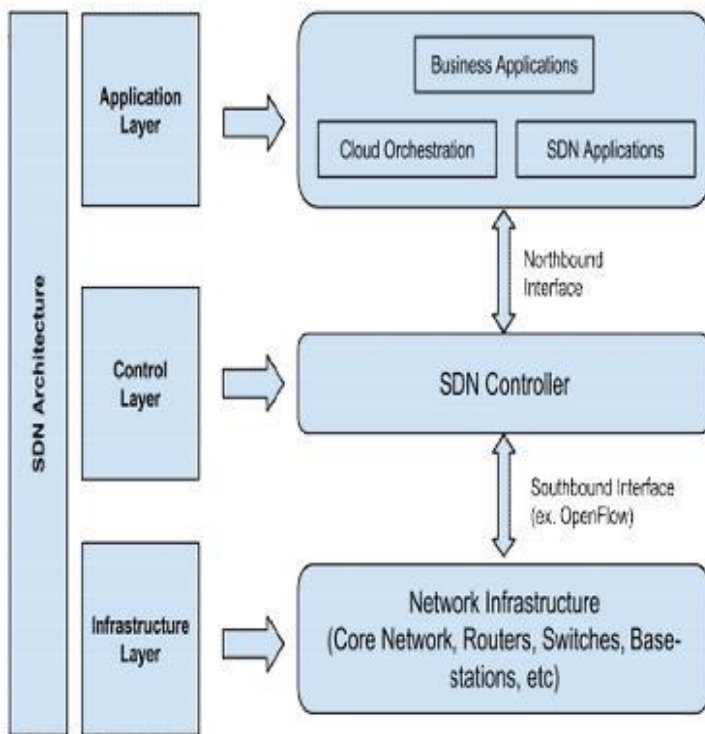 SDN Architecture
Application
Layer
Business Applications
Cloud Orchestration
SDN Applications
Northbound
Interface
Control
Layer
SDN Controller
Southbound Interface
(ex. OpenFlow)
Infrastructure
Layer
Network Infrastructure
(Core Network, Routers, Switches, Base-
stations, etc)